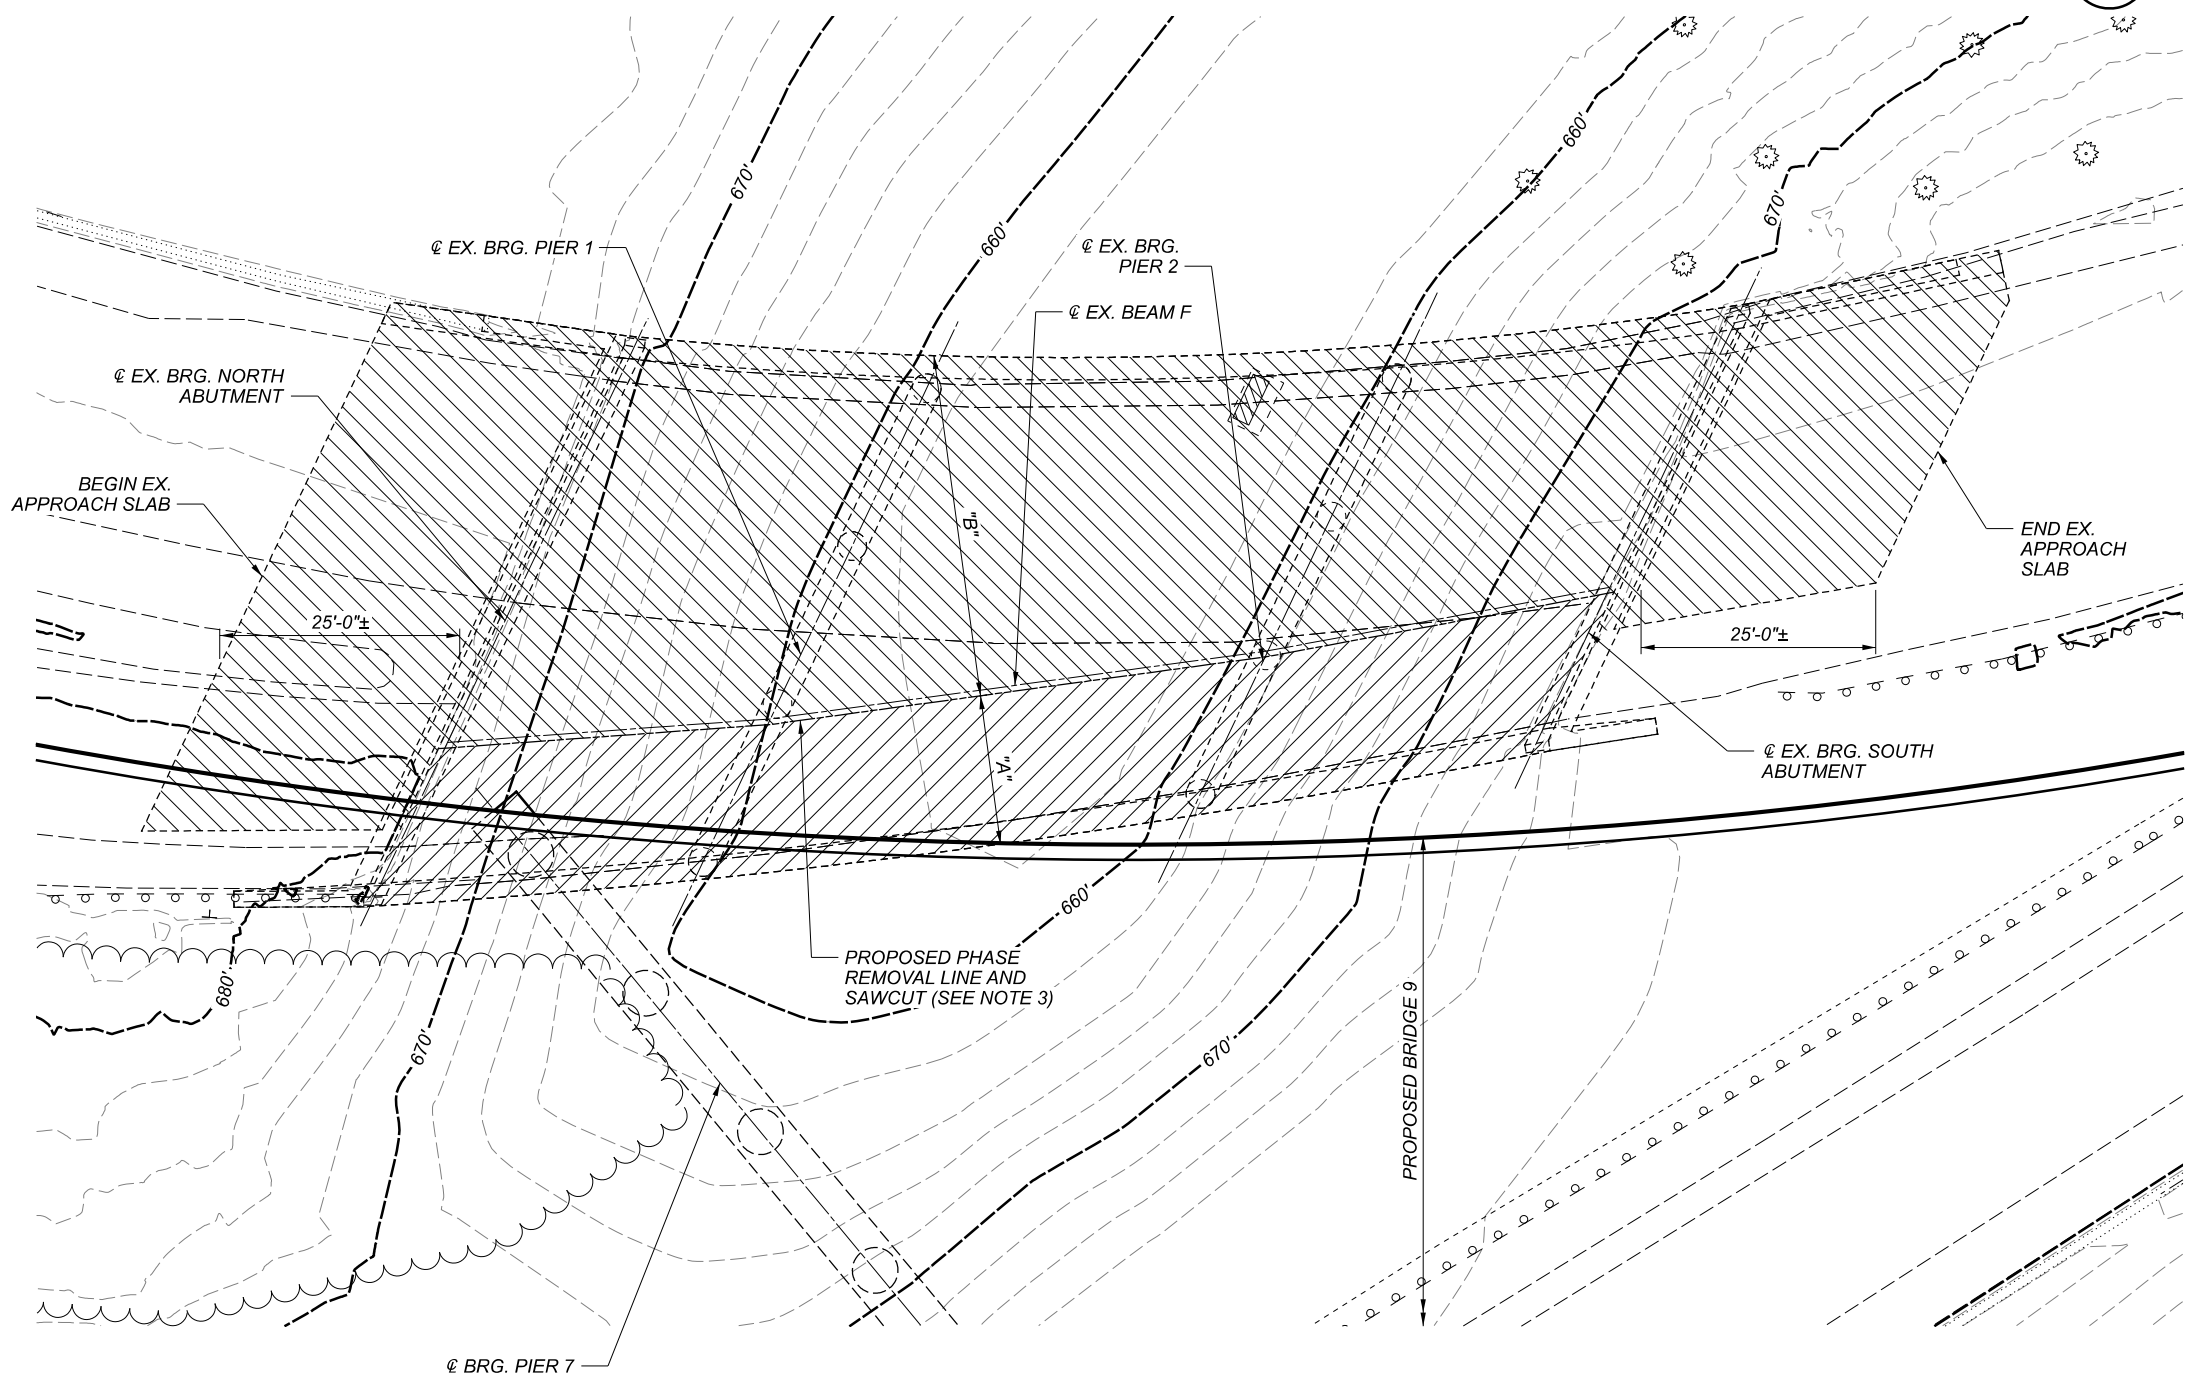 670'
660'
660'
670'
℄ EX. BRG. PIER 1
℄ EX. BRG.
PIER 2
℄ EX. BEAM F
℄ EX. BRG. NORTH
ABUTMENT
BEGIN EX.
APPROACH SLAB
"B"
END EX.
APPROACH
SLAB
25'-0"±
25'-0"±
"A"
℄ EX. BRG. SOUTH
ABUTMENT
660'
PROPOSED PHASE
REMOVAL LINE AND
SAWCUT (SEE NOTE 3)
680'
670'
670'
PROPOSED BRIDGE 9
℄ BRG. PIER 7